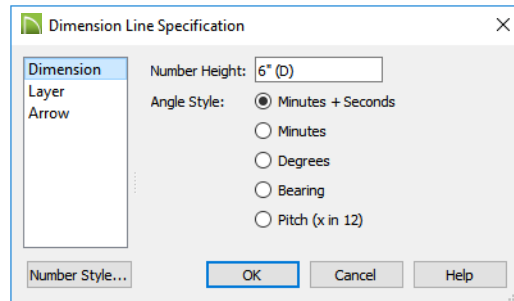 Dimension Line Specification
Dimension
Layer
Arrow
Number Height: 6" (D)
Angle Style: Minutes + Seconds
Minutes
Degrees
Bearing
Pitch (x in 12)
Number Style... OK Cancel Help